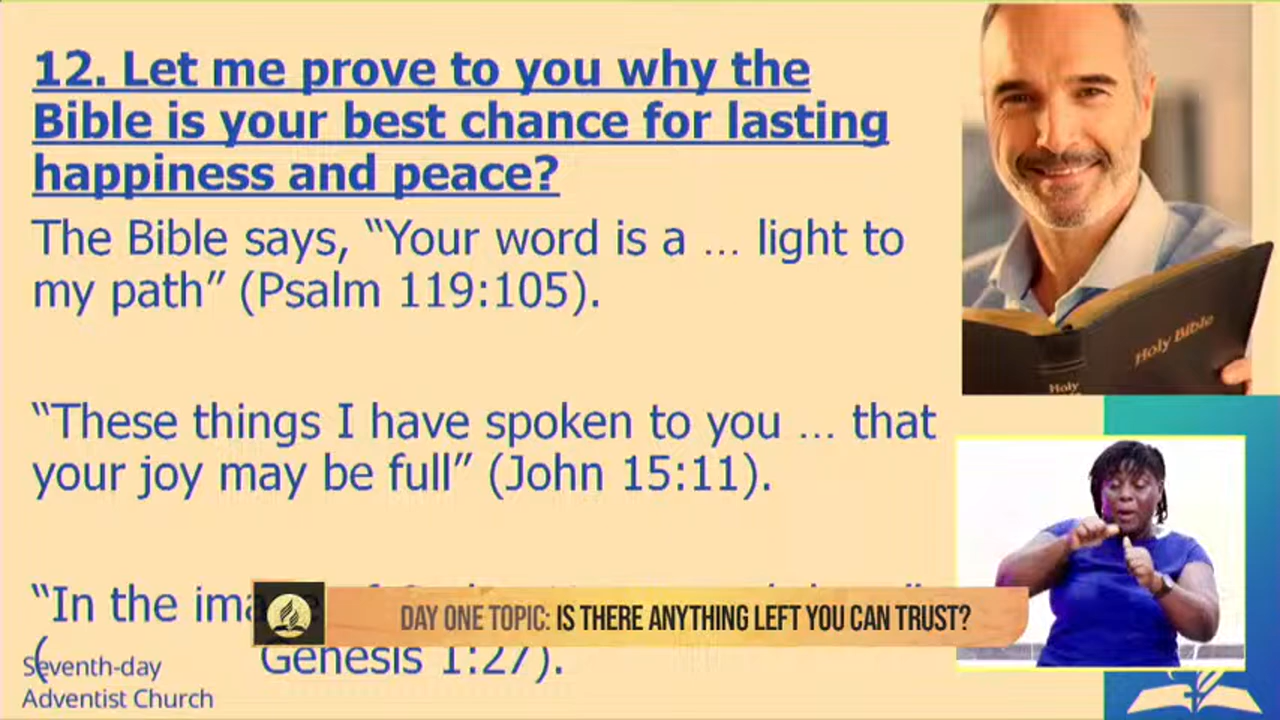 12. Let me prove to you why the
Bible is your best chance for lasting
happiness and peace?
The Bible says, “Your word is a … light to
my path” (Psalm 119:105).
“These things I have spoken to you … that
your joy may be full” (John 15:11).
“In the image
(
Genesis 1:27).
DAY ONE TOPIC: IS THERE ANYTHING LEFT YOU CAN TRUST?
Seventh-day
Adventist Church
Holy Bible
Holy